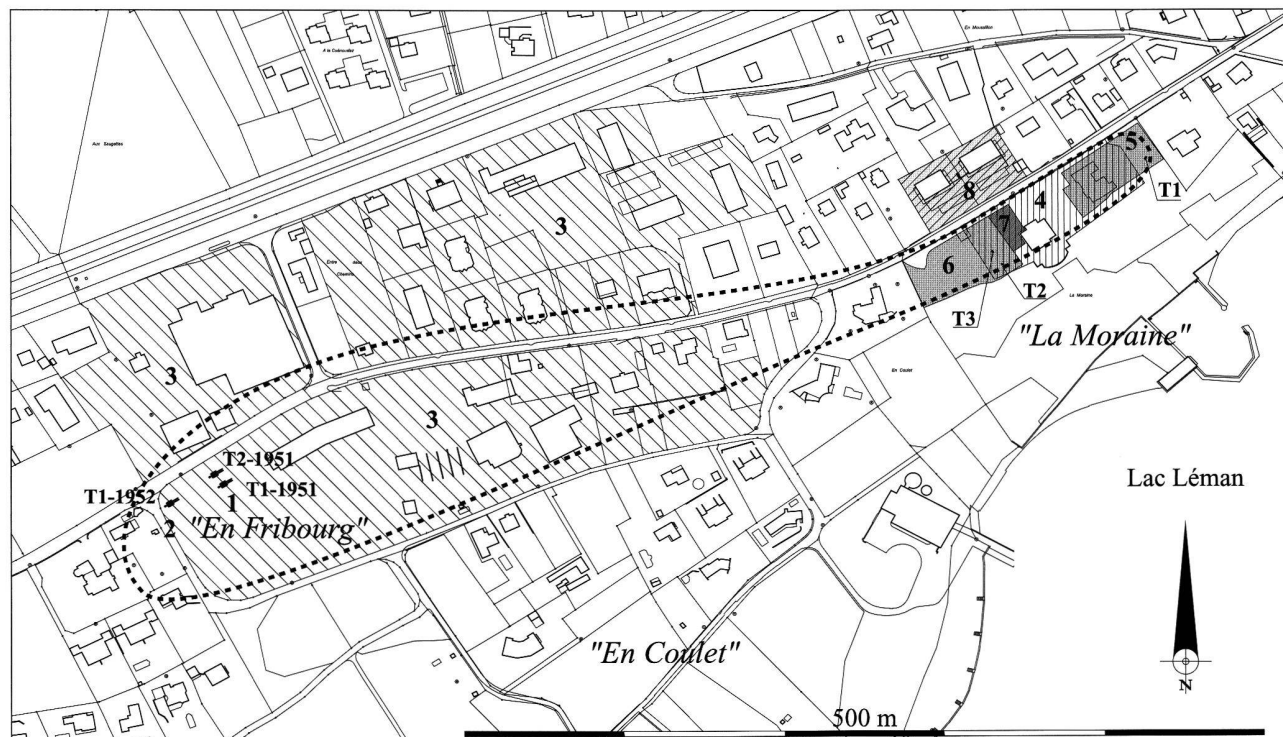 En Moueillon
A la Crébouallaz
Aux Saugettes
5
T1
8
4
7
3
Entre deux
Chemins
6
T2
La Moraine
T3
"La Moraine"
3
En Coulet
3
T2-1951
Lac Léman
T1-1952
T1-1951
1
2
"En Fribourg"
"En Coulet"
N
500 m